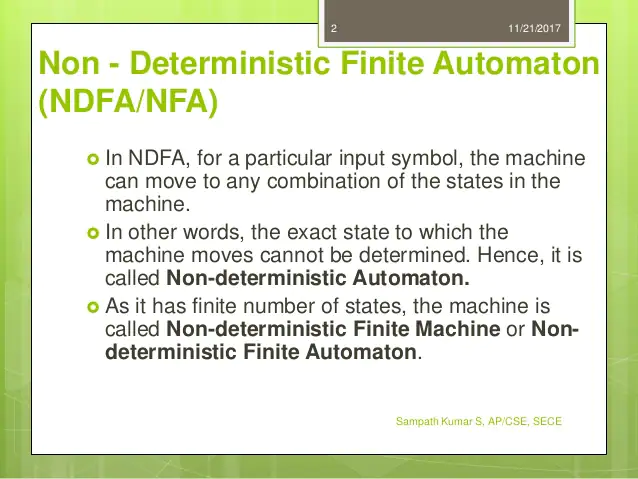 2 11/21/2017
Non - Deterministic Finite Automaton
(NDFA/NFA)
In NDFA, for a particular input symbol, the machine
can move to any combination of the states in the
machine.
In other words, the exact state to which the
machine moves cannot be determined. Hence, it is
called Non-deterministic Automaton.
As it has finite number of states, the machine is
called Non-deterministic Finite Machine or Non-
deterministic Finite Automaton.
Sampath Kumar S, AP/CSE, SECE